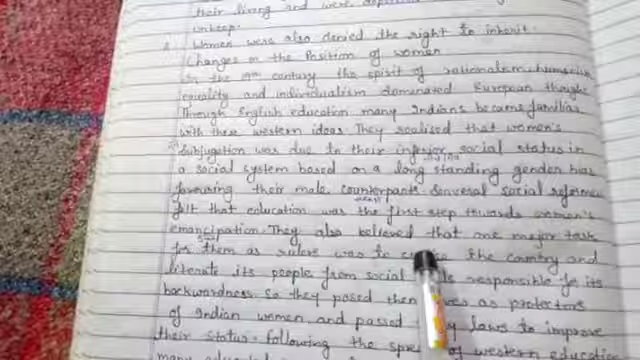 their living and were
upkeep.
Women were also denied the right to inherit.
Changes in the Position of women
In the 19th century the spirit of rationalism, humanism
equality and individualism dominated European thought
Through English education many Indians became familiar
with these western ideas. They realised that women's
subjugation was due to their inferior social status in
a social system based on a long standing gender bias
favouring their male counterparts. Several social reformers
felt that education was the first step towards women's
emancipation. They also believed that one major task
for them as rulers was to the country and
liberate its people from social responsible for its
backwardness. So they posed as protectors
of Indian women and passed laws to improve
their status. Following the of western education
many